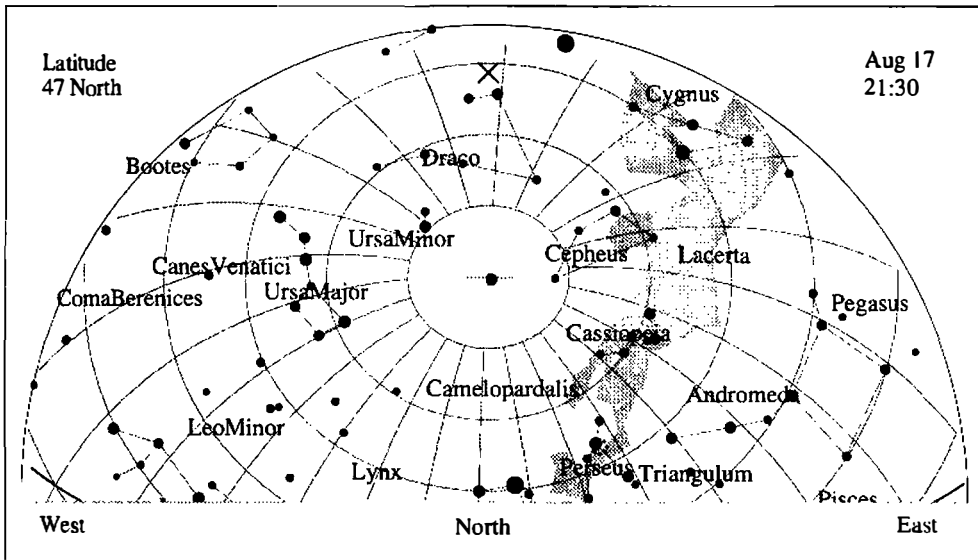 Latitude
47 North
Aug 17
21:30
Cygnus
Bootes
Draco
UrsaMinor
Cepheus
Lacerta
CanesVenatici
ComaBerenices
UrsaMajor
Pegasus
Cassiopeia
Camelopardalis
Andromeda
LeoMinor
Lynx
Perseus
Triangulum
Pisces
West
North
East